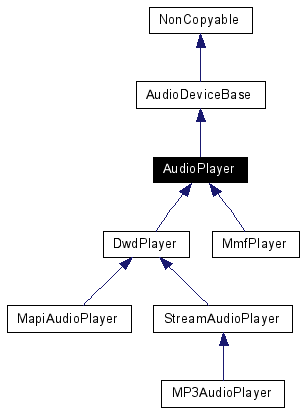 NonCopyable
AudioDeviceBase
AudioPlayer
DwdPlayer
MmfPlayer
MapiAudioPlayer
StreamAudioPlayer
MP3AudioPlayer